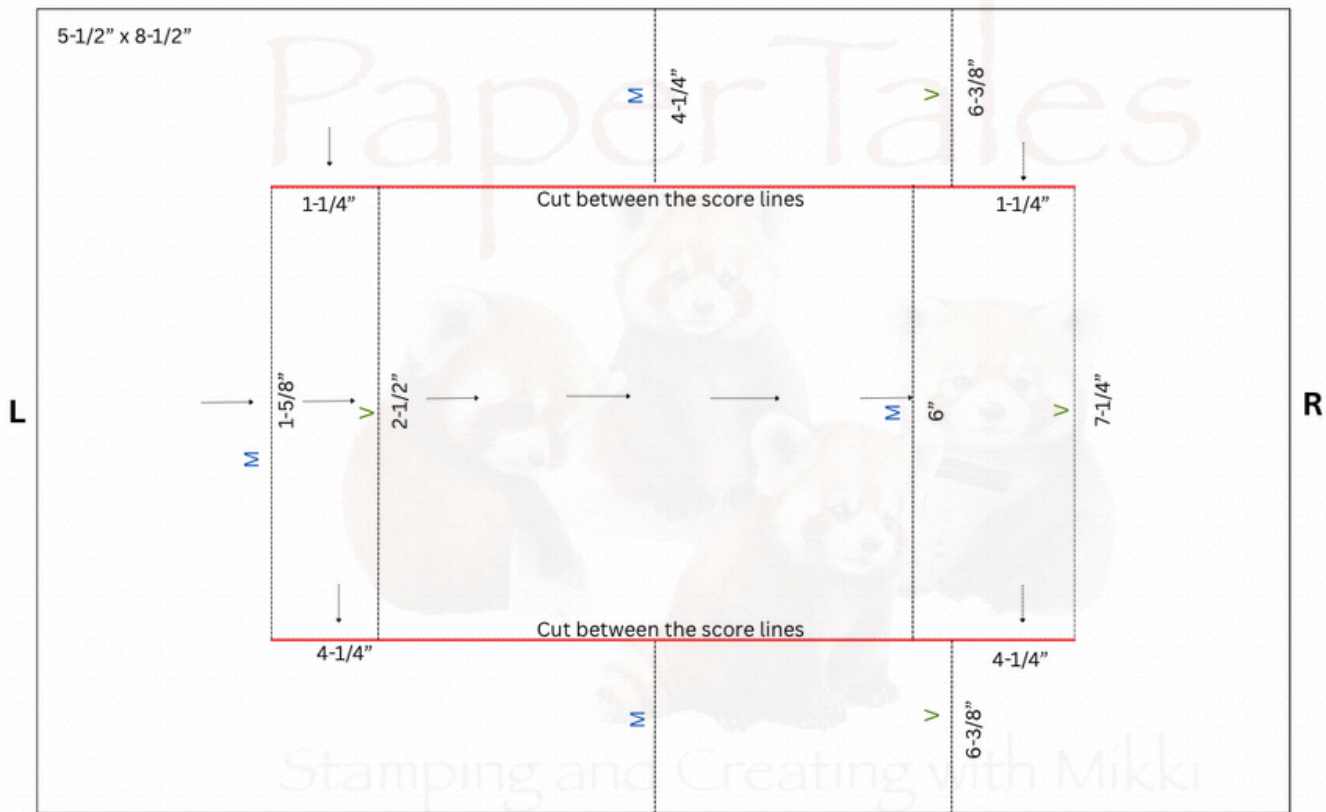 5-1/2” x 8-1/2”
PaperTales
M
4-1/4”
V
6-3/8”
1-1/4”
Cut between the score lines
1-1/4”
L
M
1-5/8”
V
2-1/2”
M
6”
V
7-1/4”
R
Cut between the score lines
4-1/4”
4-1/4”
M
V
6-3/8”
Stamping and Creating with Mikki